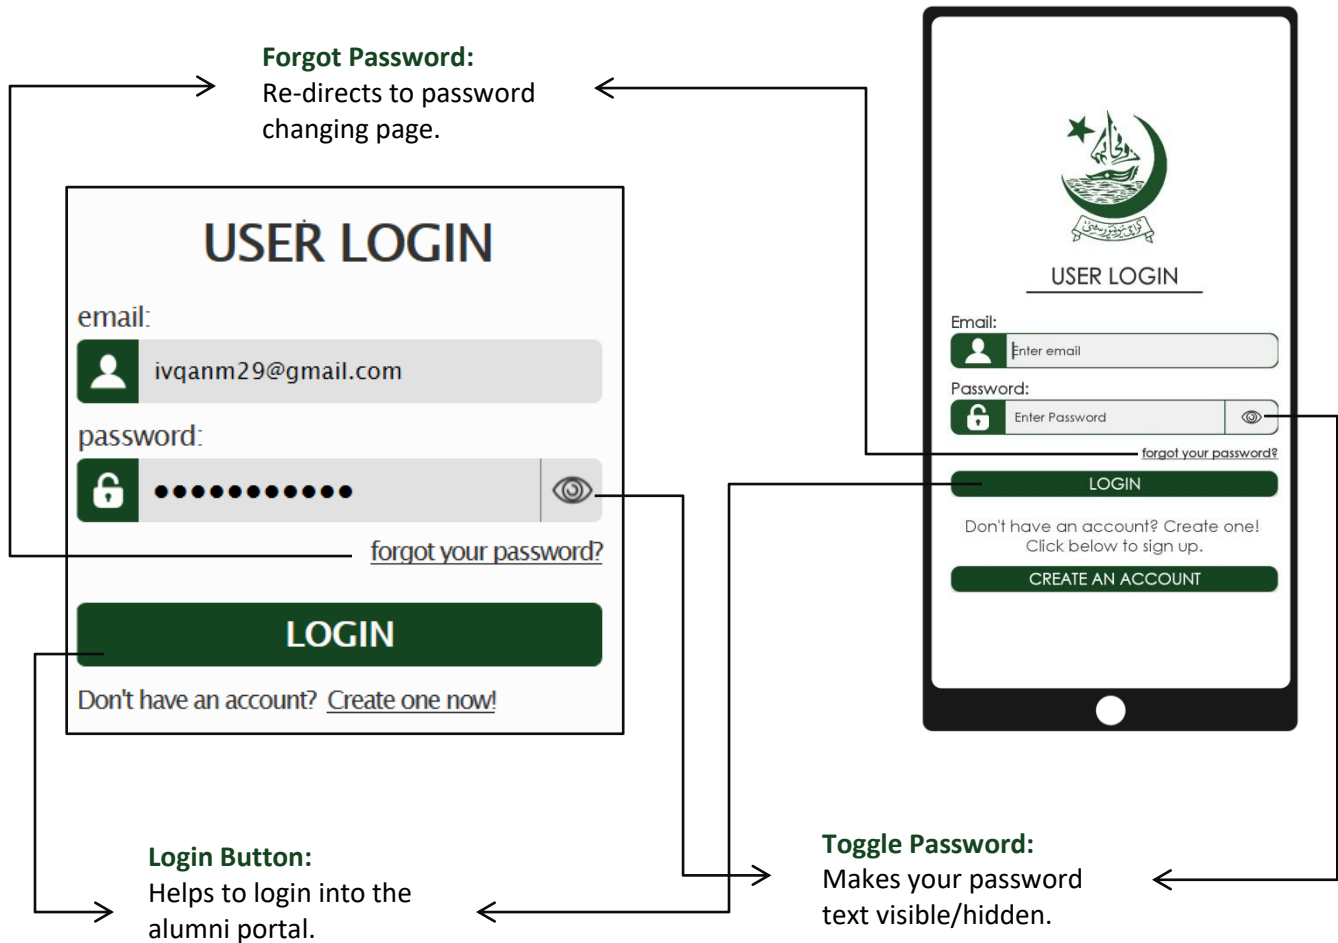 Forgot Password:
Re-directs to password
changing page.
USER LOGIN
email:
ivqanm29@gmail.com
password:
●●●●●●●●●●●
forgot your password?
LOGIN
Don't have an account? Create one now!
USER LOGIN
Email:
Enter email
Password:
Enter Password
forgot your password?
LOGIN
Don't have an account? Create one!
Click below to sign up.
CREATE AN ACCOUNT
Login Button:
Helps to login into the
alumni portal.
Toggle Password:
Makes your password
text visible/hidden.